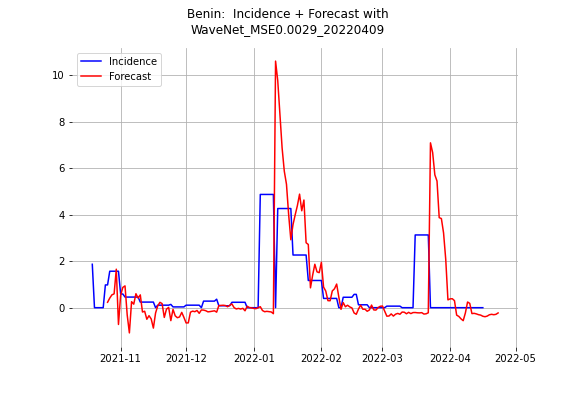 Benin:  Incidence + Forecast with
WaveNet_MSE0.0029_20220409
Incidence
Forecast
10
8
6
4
2
0
2021-11 2021-12 2022-01 2022-02 2022-03 2022-04 2022-05